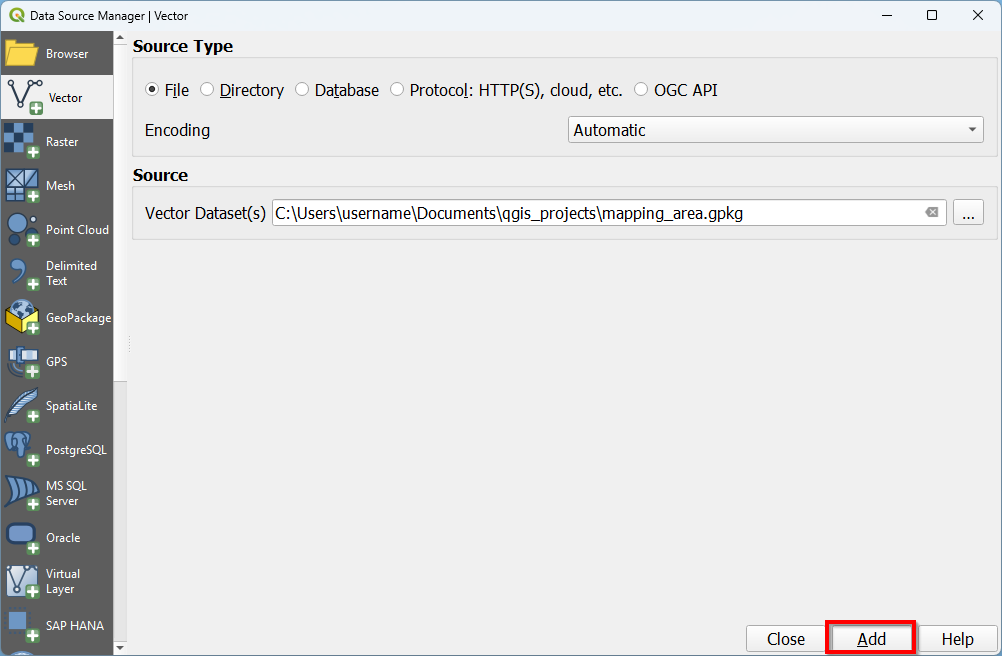 Data Source Manager | Vector
Browser
Vector
Raster
Mesh
Point Cloud
Delimited
Text
GeoPackage
GPS
SpatiaLite
PostgreSQL
MS SQL
Server
Oracle
Virtual
Layer
SAP HANA
Source Type
File Directory Database Protocol: HTTP(S), cloud, etc. OGC API
Encoding Automatic
Source
Vector Dataset(s) C:\Users\username\Documents\qgis_projects\mapping_area.gpkg ...
Close Add Help